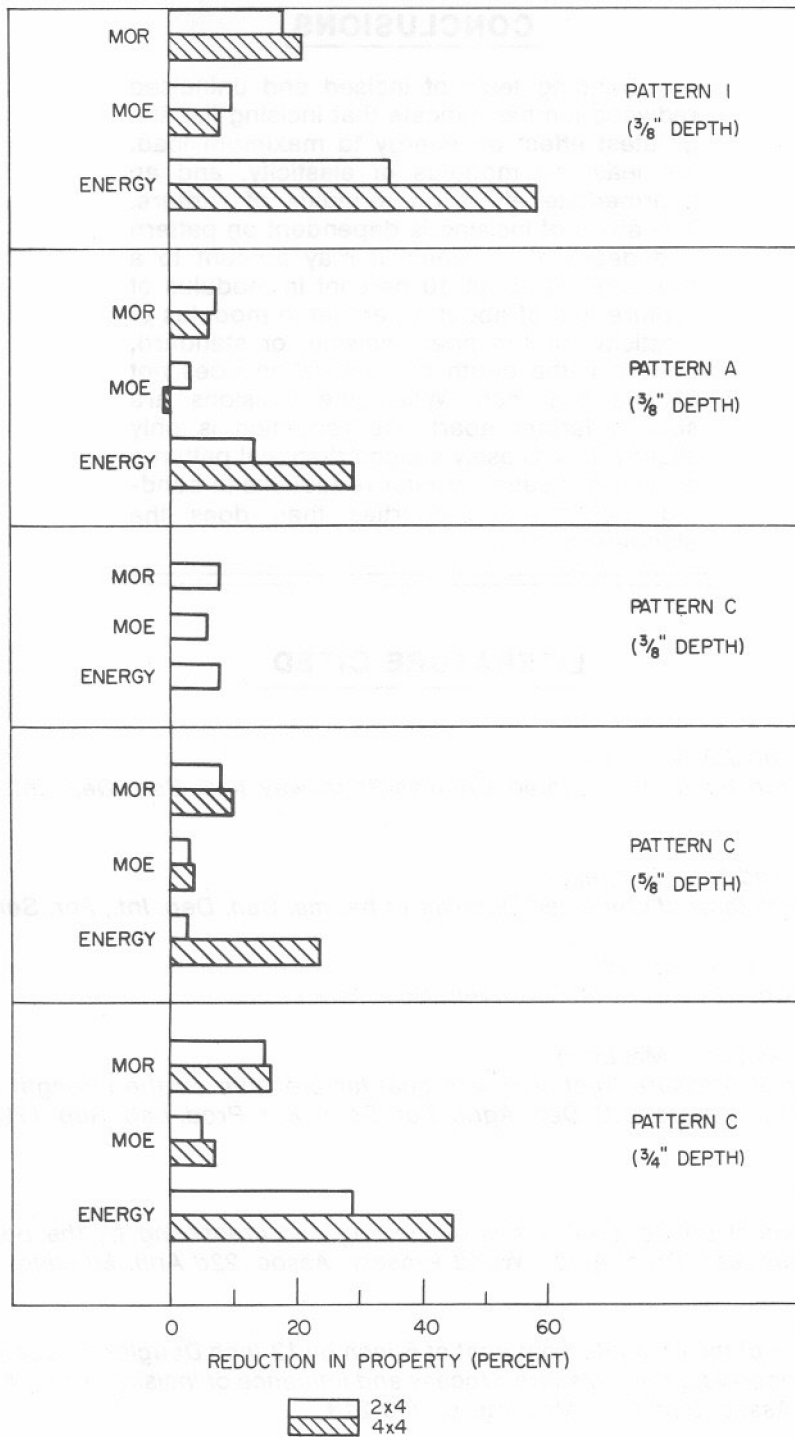 MOR
PATTERN I
MOE
(3/8" DEPTH)
ENERGY
MOR
PATTERN A
MOE
(3/8" DEPTH)
ENERGY
MOR
PATTERN C
MOE
(3/8" DEPTH)
ENERGY
MOR
PATTERN C
MOE
(5/8" DEPTH)
ENERGY
MOR
PATTERN C
MOE
(3/4" DEPTH)
ENERGY
0 20 40 60
REDUCTION IN PROPERTY (PERCENT)
2x4
4x4